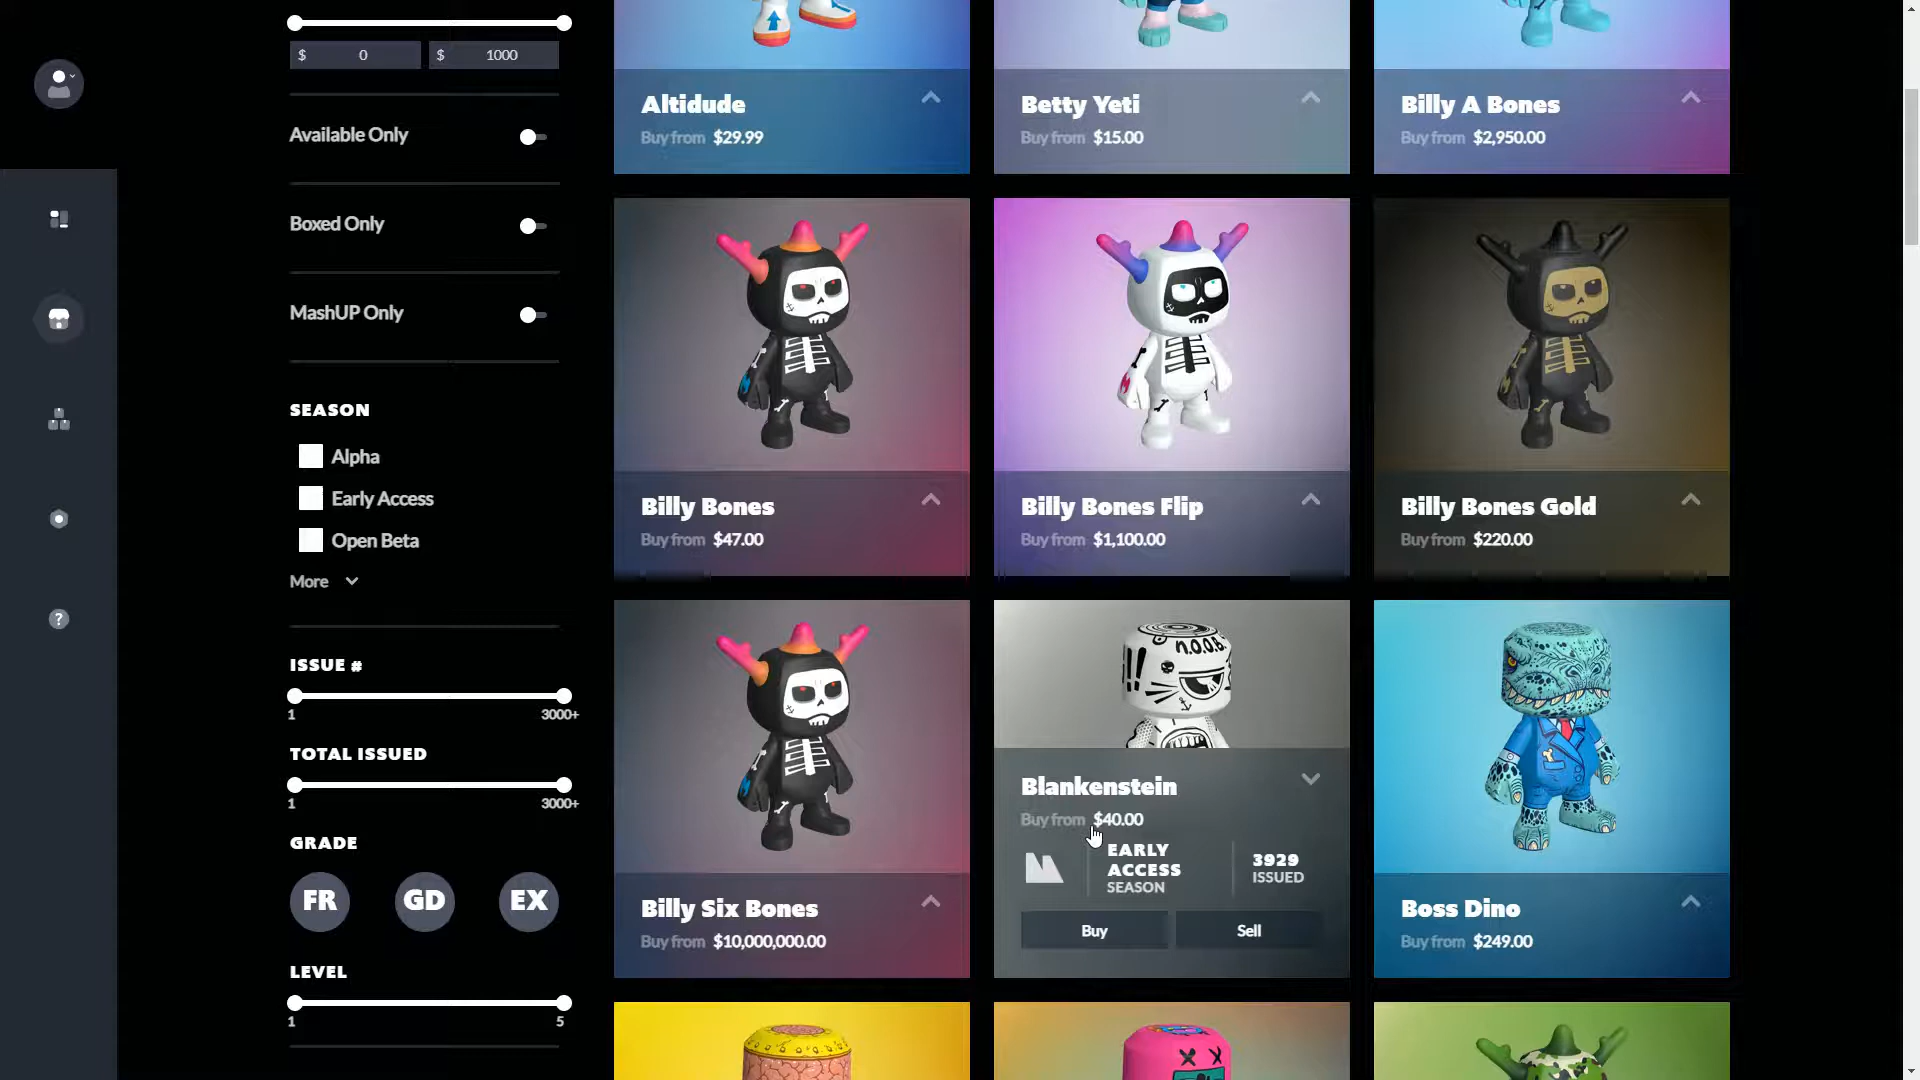 $ 0
$ 1000
Available Only
Boxed Only
MashUP Only
SEASON
Alpha
Early Access
Open Beta
More
ISSUE #
1 3000+
TOTAL ISSUED
1 3000+
GRADE
FR GD EX
LEVEL
1 5
Altidude
Buy from $29.99
Betty Yeti
Buy from $15.00
Billy A Bones
Buy from $2,950.00
Billy Bones
Buy from $47.00
Billy Bones Flip
Buy from $1,100.00
Billy Bones Gold
Buy from $220.00
Billy Six Bones
Buy from $10,000,000.00
n.O.O.B.
!!
Blankenstein
Buy from $40.00
EARLY
ACCESS
SEASON
3929
ISSUED
Buy
Sell
Boss Dino
Buy from $249.00